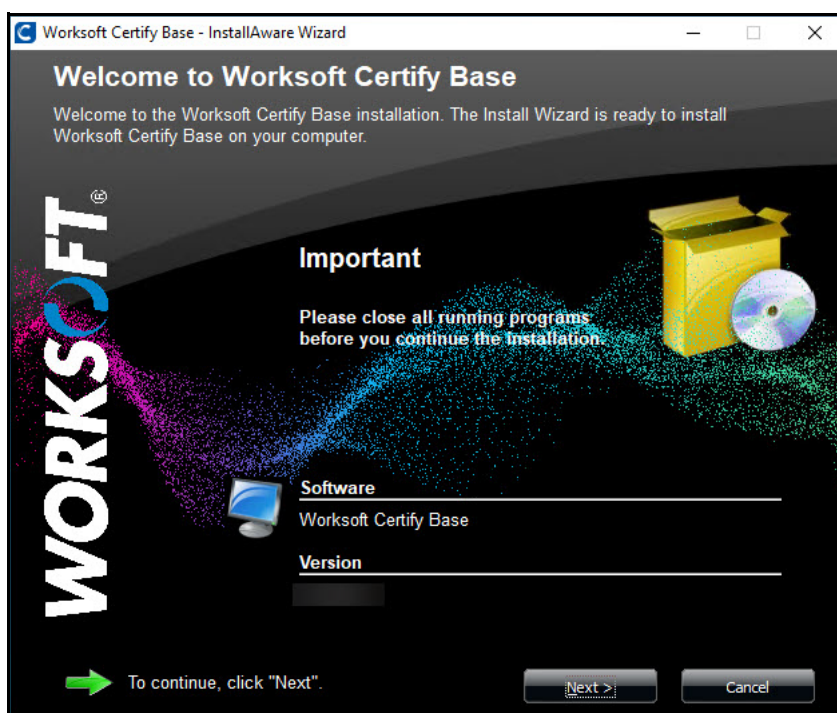 Worksoft Certify Base - InstallAware Wizard
Welcome to Worksoft Certify Base
Welcome to the Worksoft Certify Base installation. The Install Wizard is ready to install
Worksoft Certify Base on your computer.
WORKSOFT®
Important
Please close all running programs
before you continue the Installation.
Software
Worksoft Certify Base
Version
To continue, click "Next".
Next >
Cancel